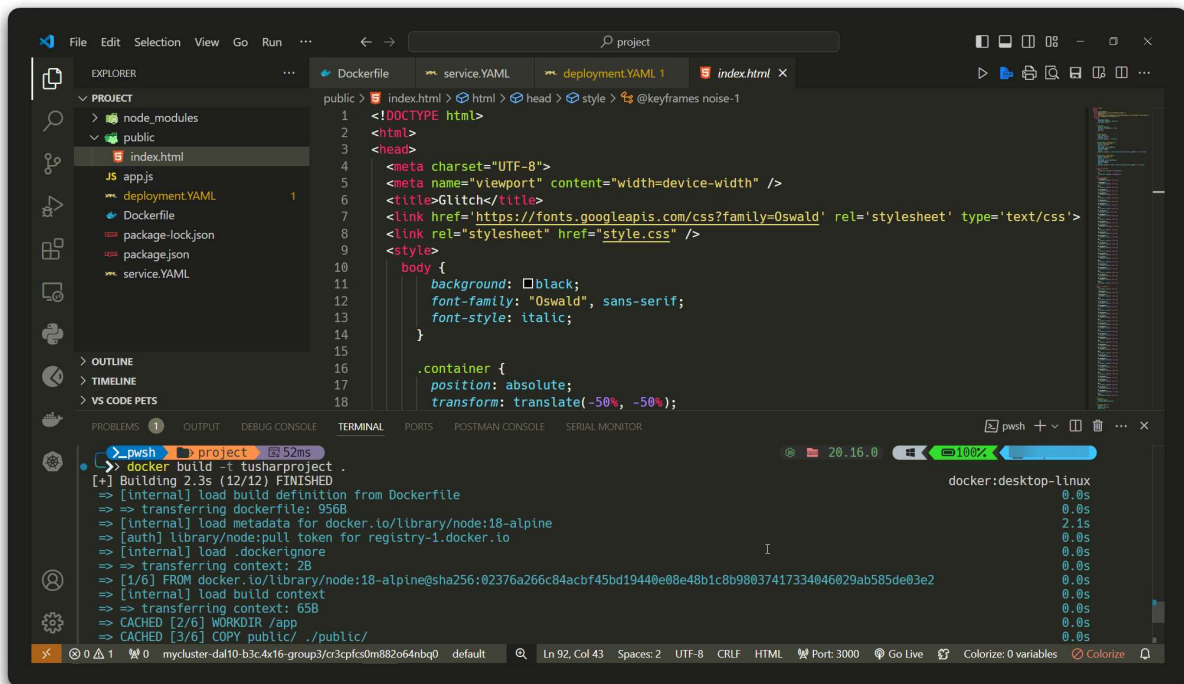 File Edit Selection View Go Run ··· project
EXPLORER ···
PROJECT
node_modules
public
index.html
JS app.js
deployment.YAML 1
Dockerfile
package-lock.json
package.json
service.YAML
OUTLINE
TIMELINE
VS CODE PETS
Dockerfile service.YAML deployment.YAML 1 index.html
public > index.html > html > head > style > @keyframes noise-1
1 <!DOCTYPE html>
2 <html>
3 <head>
4 <meta charset="UTF-8">
5 <meta name="viewport" content="width=device-width" />
6 <title>Glitch</title>
7 <link href='https://fonts.googleapis.com/css?family=Oswald' rel='stylesheet' type='text/css'>
8 <link rel="stylesheet" href="style.css" />
9 <style>
10 body {
11 background: black;
12 font-family: "Oswald", sans-serif;
13 font-style: italic;
14 }
15
16 .container {
17 position: absolute;
18 transform: translate(-50%, -50%);
PROBLEMS 1 OUTPUT DEBUG CONSOLE TERMINAL PORTS POSTMAN CONSOLE SERIAL MONITOR pwsh
pwsh project 52ms 20.16.0 100%
docker build -t tusharproject .
[+] Building 2.3s (12/12) FINISHED docker:desktop-linux
=> [internal] load build definition from Dockerfile 0.0s
=> => transferring dockerfile: 956B 0.0s
=> [internal] load metadata for docker.io/library/node:18-alpine 2.1s
=> [auth] library/node:pull token for registry-1.docker.io 0.0s
=> [internal] load .dockerignore 0.0s
=> => transferring context: 2B 0.0s
=> [1/6] FROM docker.io/library/node:18-alpine@sha256:02376a266c84acbf45bd19440e08e48b1c8b98037417334046029ab585de03e2 0.0s
=> [internal] load build context 0.0s
=> => transferring context: 65B 0.0s
=> CACHED [2/6] WORKDIR /app 0.0s
=> CACHED [3/6] COPY public/ ./public/ 0.0s
0 1 0 mycluster-dal10-b3c.4x16-group3/cr3cpfcs0m882o64nbq0 default Ln 92, Col 43 Spaces: 2 UTF-8 CRLF HTML Port: 3000 Go Live Colorize: 0 variables Colorize